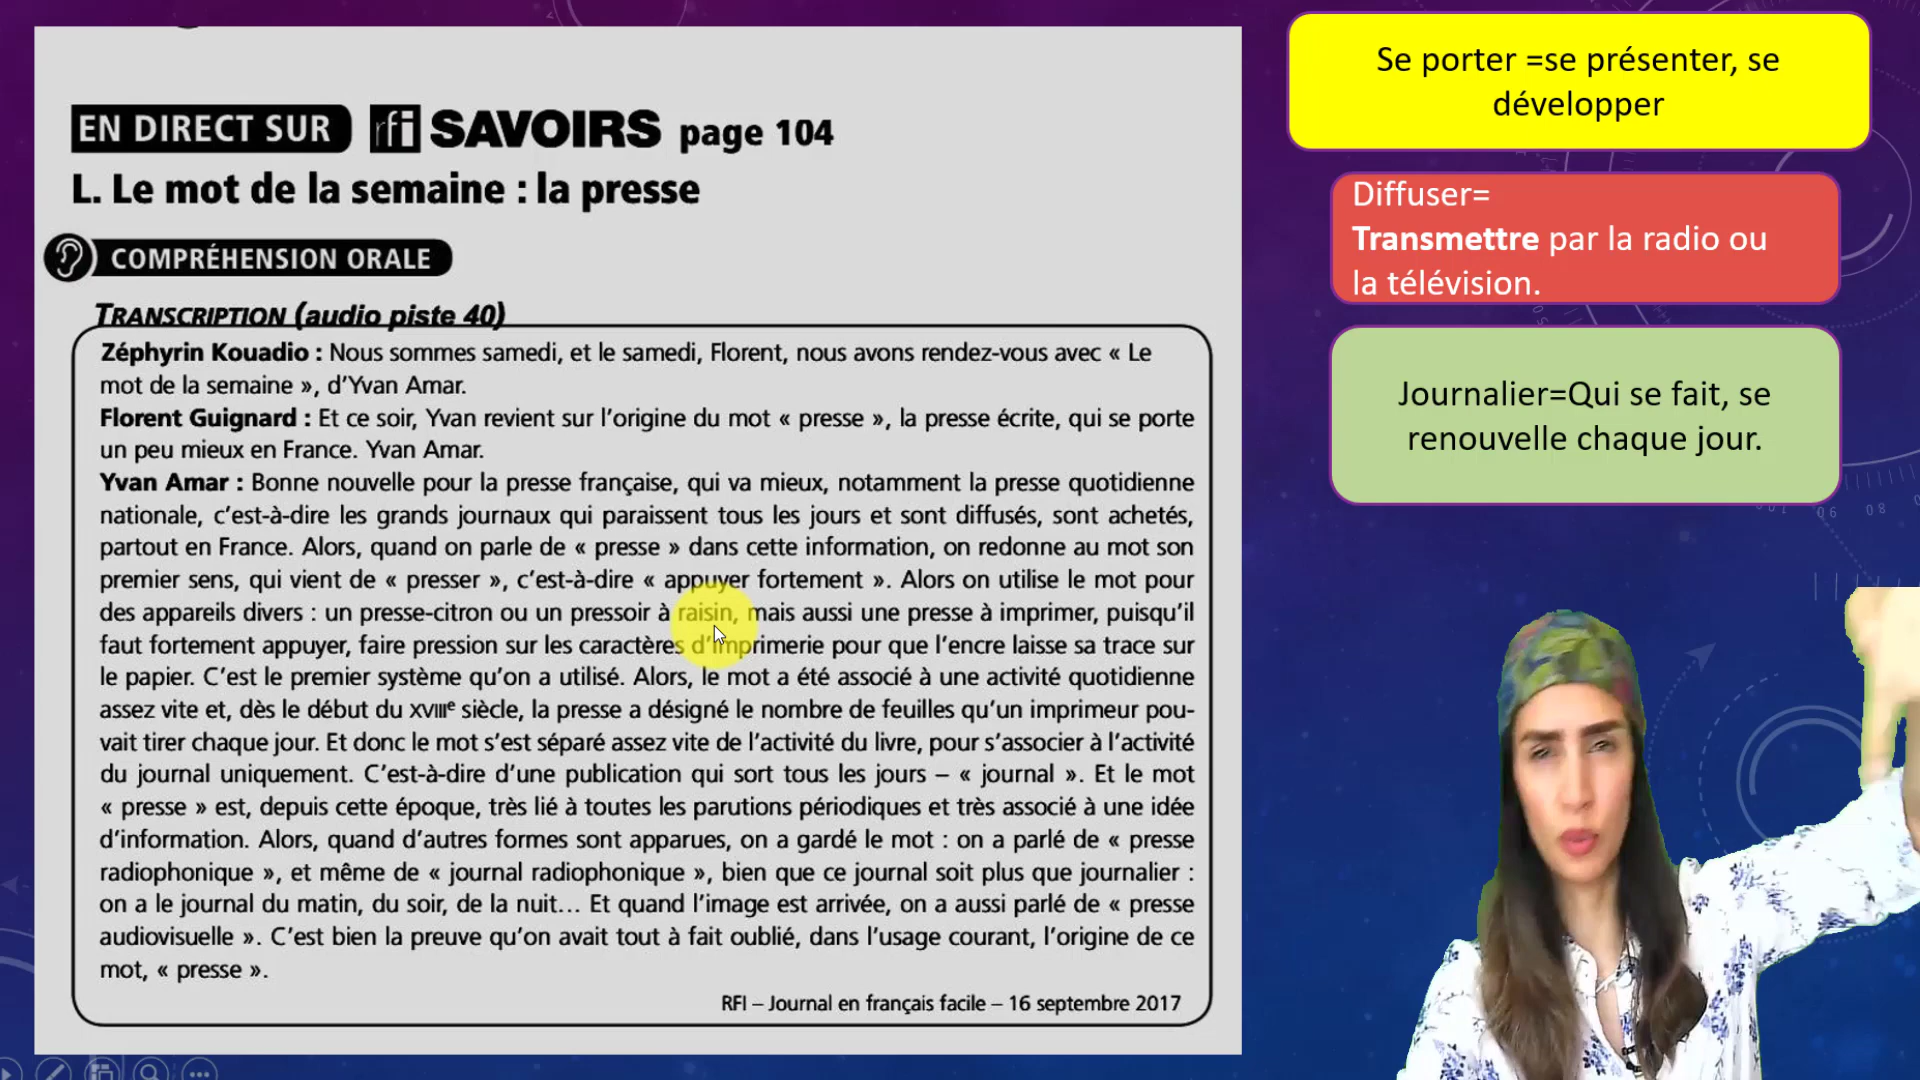 EN DIRECT SUR rfi SAVOIRS page 104
L. Le mot de la semaine : la presse
COMPRÉHENSION ORALE
TRANSCRIPTION (audio piste 40)
Zéphyrin Kouadio : Nous sommes samedi, et le samedi, Florent, nous avons rendez-vous avec « Le
mot de la semaine », d’Yvan Amar.
Florent Guignard : Et ce soir, Yvan revient sur l’origine du mot « presse », la presse écrite, qui se porte
un peu mieux en France. Yvan Amar.
Yvan Amar : Bonne nouvelle pour la presse française, qui va mieux, notamment la presse quotidienne
nationale, c’est-à-dire les grands journaux qui paraissent tous les jours et sont diffusés, sont achetés,
partout en France. Alors, quand on parle de « presse » dans cette information, on redonne au mot son
premier sens, qui vient de « presser », c’est-à-dire « appuyer fortement ». Alors on utilise le mot pour
des appareils divers : un presse-citron ou un pressoir à raisin, mais aussi une presse à imprimer, puisqu’il
faut fortement appuyer, faire pression sur les caractères d’imprimerie pour que l’encre laisse sa trace sur
le papier. C’est le premier système qu’on a utilisé. Alors, le mot a été associé à une activité quotidienne
assez vite et, dès le début du XVIIIe siècle, la presse a désigné le nombre de feuilles qu’un imprimeur pou-
vait tirer chaque jour. Et donc le mot s’est séparé assez vite de l’activité du livre, pour s’associer à l’activité
du journal uniquement. C’est-à-dire d’une publication qui sort tous les jours – « journal ». Et le mot
« presse » est, depuis cette époque, très lié à toutes les parutions périodiques et très associé à une idée
d’information. Alors, quand d’autres formes sont apparues, on a gardé le mot : on a parlé de « presse
radiophonique », et même de « journal radiophonique », bien que ce journal soit plus que journalier :
on a le journal du matin, du soir, de la nuit… Et quand l’image est arrivée, on a aussi parlé de « presse
audiovisuelle ». C’est bien la preuve qu’on avait tout à fait oublié, dans l’usage courant, l’origine de ce
mot, « presse ».
RFI – Journal en français facile – 16 septembre 2017
Se porter =se présenter, se
développer
Diffuser=
Transmettre par la radio ou
la télévision.
Journalier=Qui se fait, se
renouvelle chaque jour.